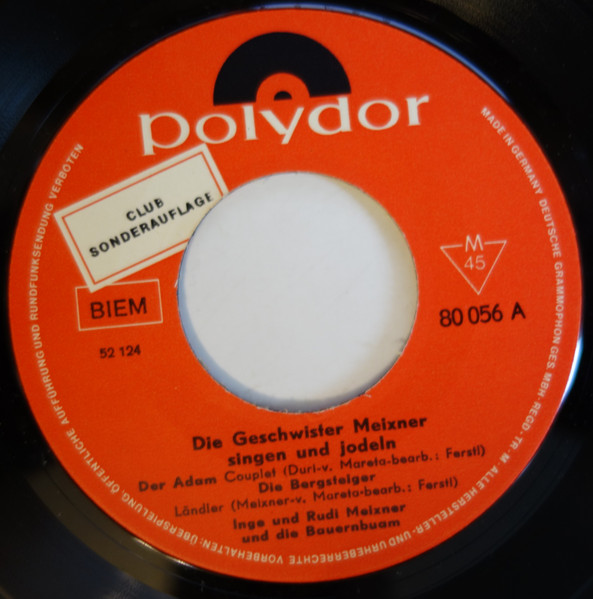 polydor
CLUB
SONDERAUFLAGE
BIEM
52 124
M
45
80 056 A
Die Geschwister Meixner
singen und jodeln
Der Adam Couplet (Duri-v. Mareta-bearb.: Ferstl)
Die Bergsteiger
Ländler (Meixner-v. Mareta-bearb.: Ferstl)
Inge und Rudi Meixner
und die Bauernbuam
MADE IN GERMANY DEUTSCHE GRAMMOPHON GES. MBH · REGD · TR · M · ALLE HERSTELLER- UND URHEBERRECHTE VORBEHALTEN: ÜBERSPIELUNG, ÖFFENTLICHE AUFFÜHRUNG UND RUNDFUNKSENDUNG VERBOTEN